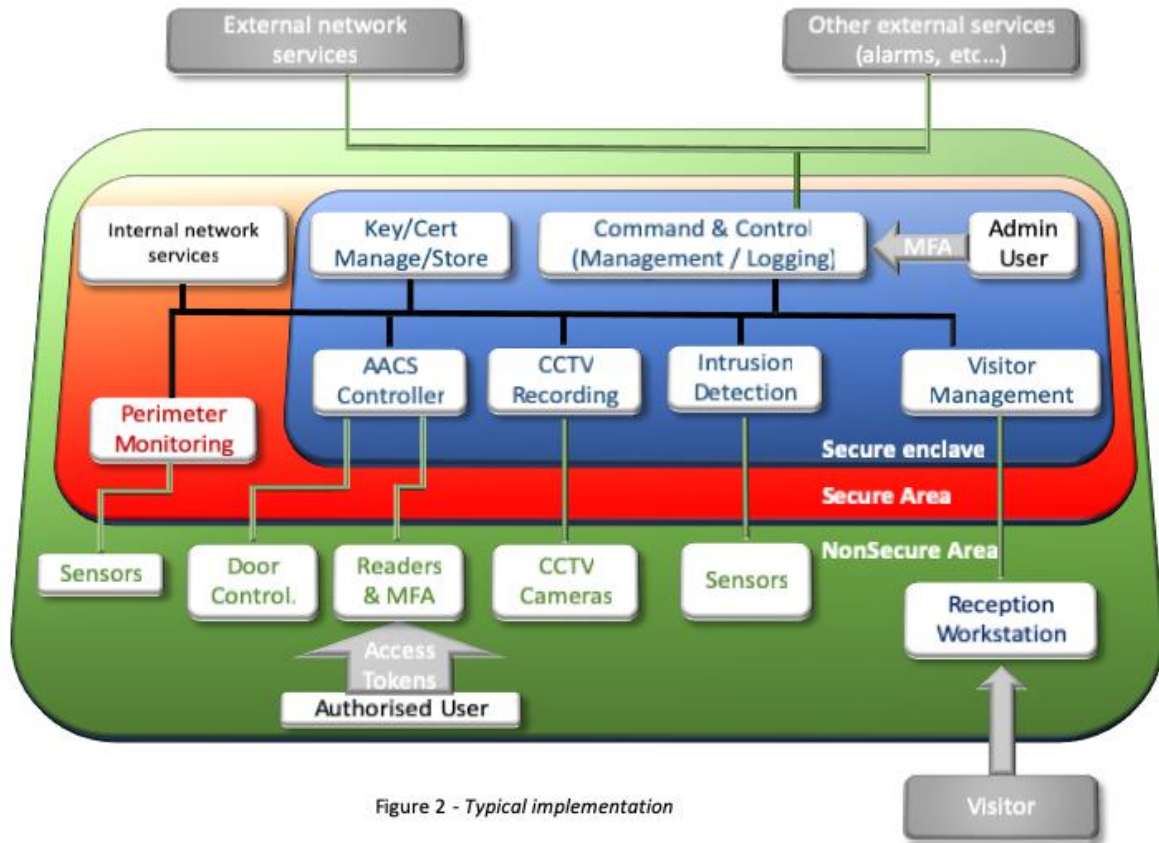 External network
services
Other external services
(alarms, etc...)
Internal network
services
Key/Cert
Manage/Store
Command & Control
(Management / Logging)
MFA
Admin
User
AACS
Controller
CCTV
Recording
Intrusion
Detection
Visitor
Management
Perimeter
Monitoring
Secure enclave
Secure Area
NonSecure Area
Sensors
Door
Control.
Readers
& MFA
CCTV
Cameras
Sensors
Reception
Workstation
Access
Tokens
Authorised User
Visitor
Figure 2 - Typical implementation